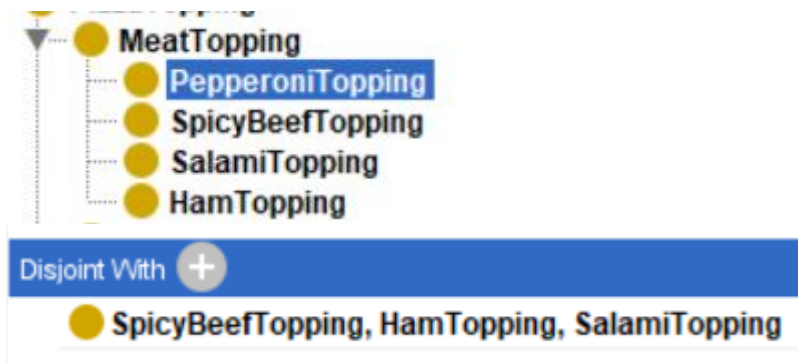 MeatTopping
PepperoniTopping
SpicyBeefTopping
SalamiTopping
HamTopping
Disjoint With
SpicyBeefTopping, HamTopping, SalamiTopping